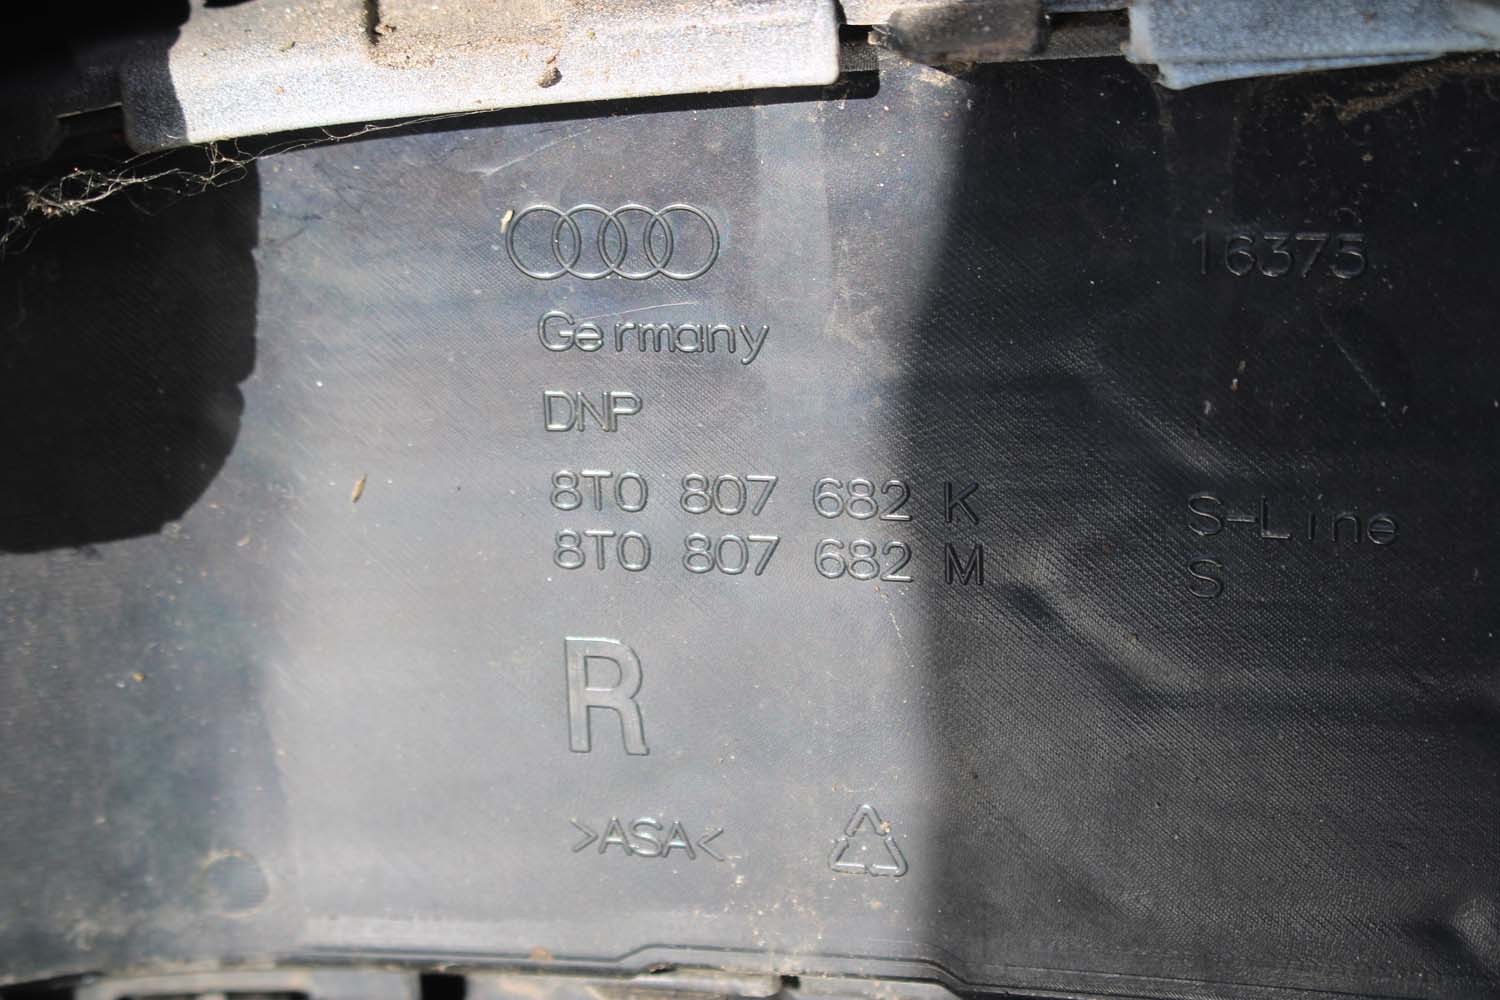 16375
Germany
DNP
8T0 807 682 K S-Line
8T0 807 682 M S
R
>ASA<